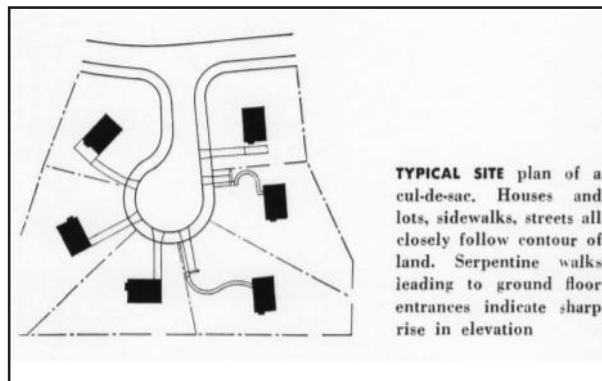 TYPICAL SITE plan of a
cul-de-sac. Houses and
lots, sidewalks, streets all
closely follow contour of
land. Serpentine walks
leading to ground floor
entrances indicate sharp
rise in elevation